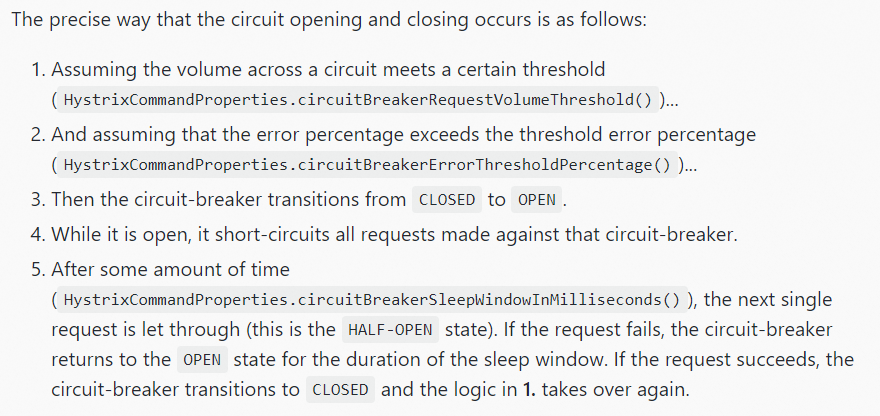 The precise way that the circuit opening and closing occurs is as follows:
1. Assuming the volume across a circuit meets a certain threshold
( HystrixCommandProperties.circuitBreakerRequestVolumeThreshold() )...
2. And assuming that the error percentage exceeds the threshold error percentage
( HystrixCommandProperties.circuitBreakerErrorThresholdPercentage() )...
3. Then the circuit-breaker transitions from CLOSED to OPEN .
4. While it is open, it short-circuits all requests made against that circuit-breaker.
5. After some amount of time
( HystrixCommandProperties.circuitBreakerSleepWindowInMilliseconds() ), the next single
request is let through (this is the HALF-OPEN state). If the request fails, the circuit-breaker
returns to the OPEN state for the duration of the sleep window. If the request succeeds, the
circuit-breaker transitions to CLOSED and the logic in 1. takes over again.